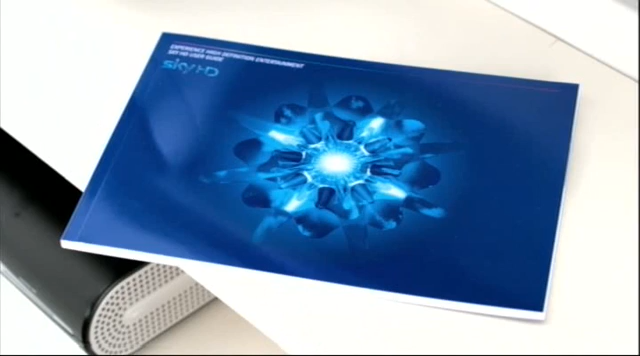 EXPERIENCE HIGH DEFINITION ENTERTAINMENT
SKY HD USER GUIDE
sky HD